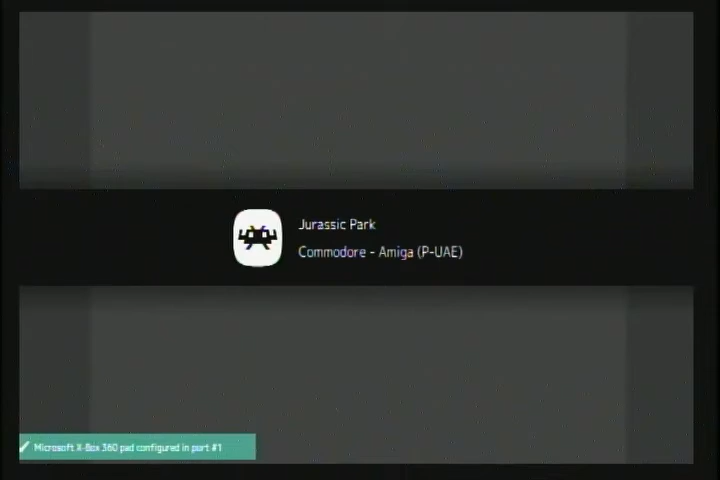 Jurassic Park
Commodore - Amiga (P-UAE)
Microsoft X-Box 360 pad configured in port #1